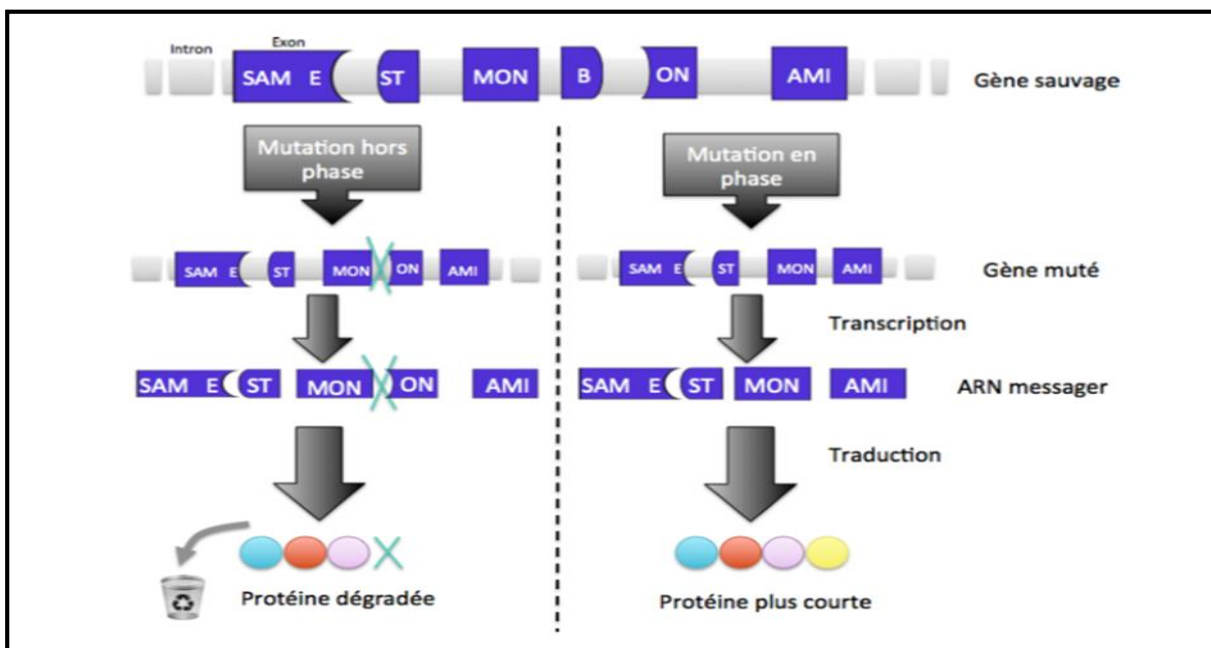 Intron
Exon
SAM E ST MON B ON AMI
Gène sauvage
Mutation hors
phase
Mutation en
phase
SAM E ST MON ON AMI
SAM E ST MON AMI
Gène muté
Transcription
SAM E ST MON ON AMI
SAM E ST MON AMI
ARN messager
Traduction
Protéine dégradée
Protéine plus courte